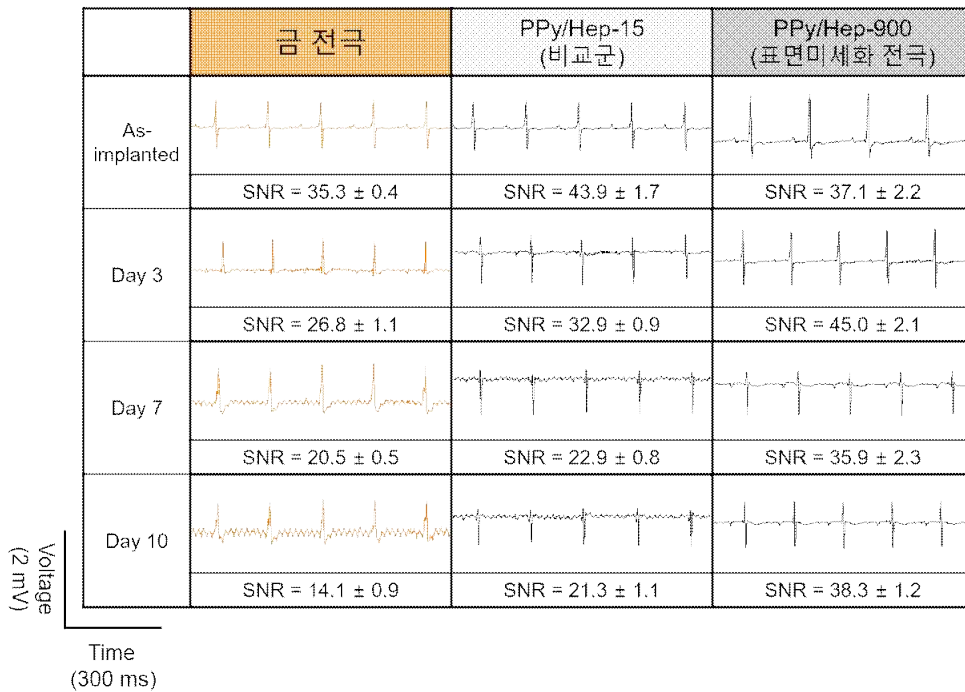 금 전극
PPy/Hep-15
(비교군)
PPy/Hep-900
(표면미세화 전극)
As-
implanted
SNR = 35.3 ± 0.4
SNR = 43.9 ± 1.7
SNR = 37.1 ± 2.2
Day 3
SNR = 26.8 ± 1.1
SNR = 32.9 ± 0.9
SNR = 45.0 ± 2.1
Day 7
SNR = 20.5 ± 0.5
SNR = 22.9 ± 0.8
SNR = 35.9 ± 2.3
Day 10
SNR = 14.1 ± 0.9
SNR = 21.3 ± 1.1
SNR = 38.3 ± 1.2
Voltage
(2 mV)
Time
(300 ms)